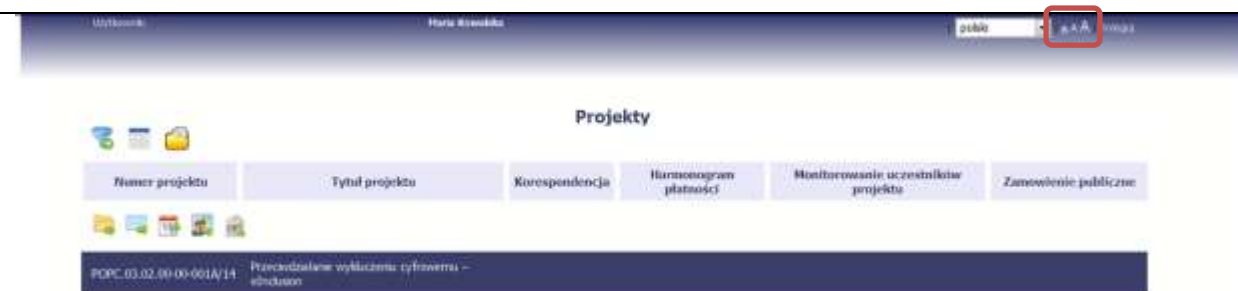 Użytkownik Maria Kowalska polski A A A
Projekty
Numer projektu Tytuł projektu Korespondencja Harmonogram płatności Monitorowanie uczestników projektu Zamówienie publiczne
POPC.03.02.00-00-001A/14 Przeciwdziałanie wykluczeniu cyfrowemu –
eInclusion